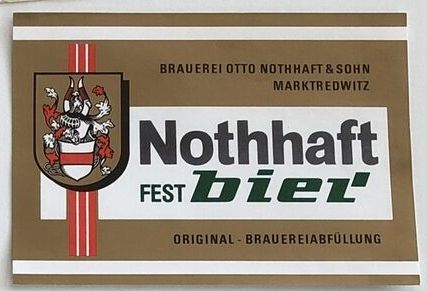 BRAUEREI OTTO NOTHHAFT & SOHN
MARKTREDWITZ
Nothhaft
FEST bier
ORIGINAL - BRAUEREIABFÜLLUNG